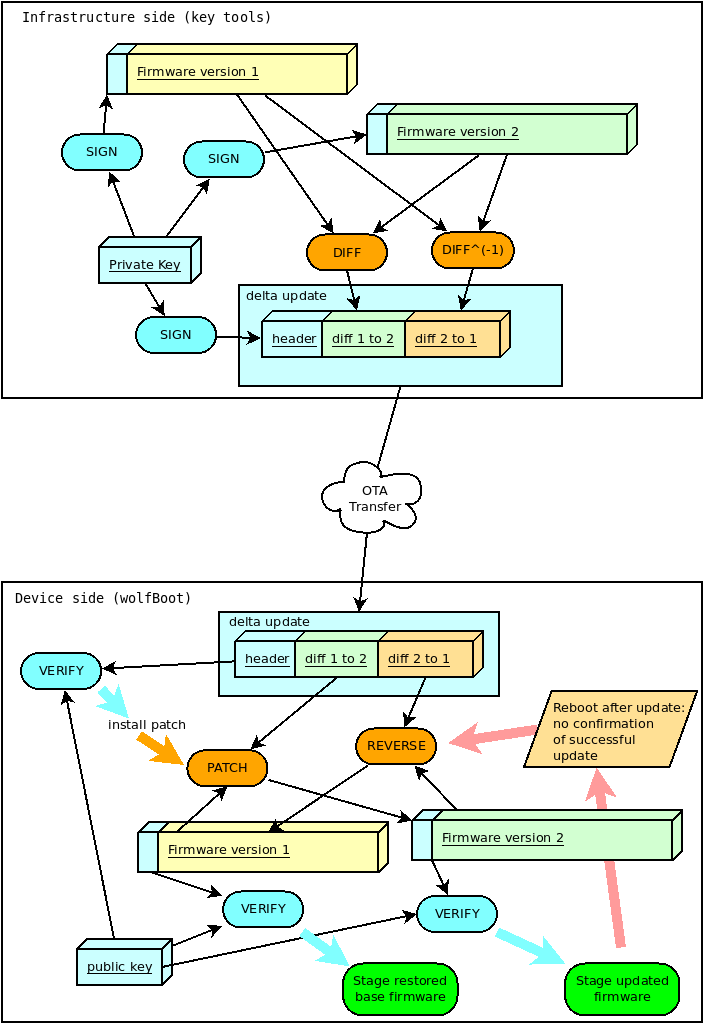 Infrastructure side (key tools)
Firmware version 1
Firmware version 2
SIGN
SIGN
DIFF
DIFF^(-1)
Private Key
delta update
SIGN
header
diff 1 to 2
diff 2 to 1
OTA
Transfer
Device side (wolfBoot)
delta update
header
diff 1 to 2
diff 2 to 1
VERIFY
install patch
Reboot after update:
no confirmation
of successful
update
REVERSE
PATCH
Firmware version 1
Firmware version 2
VERIFY
VERIFY
public key
Stage restored
base firmware
Stage updated
firmware